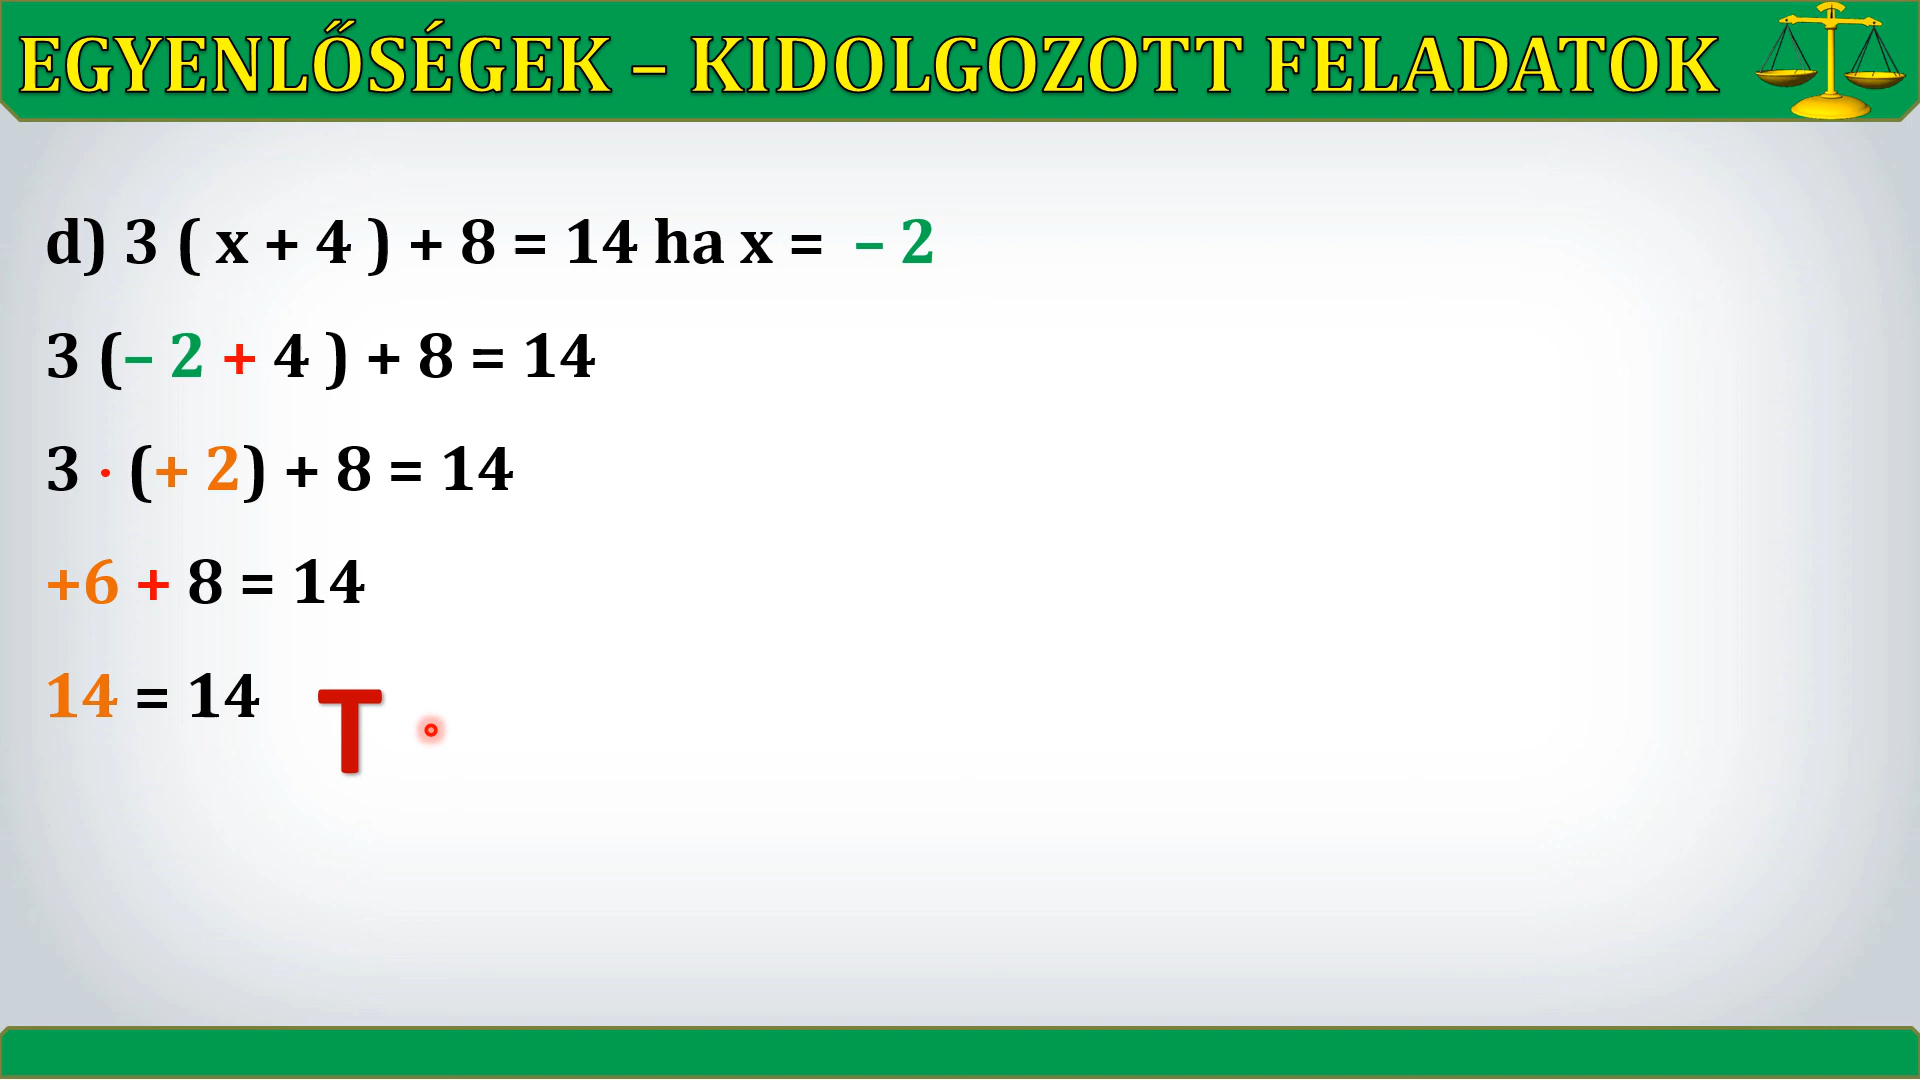 EGYENLŐSÉGEK – KIDOLGOZOTT FELADATOK
d) 3 ( x + 4 ) + 8 = 14 ha x = – 2
3 (– 2 + 4 ) + 8 = 14
3 · (+ 2) + 8 = 14
+6 + 8 = 14
14 = 14 T